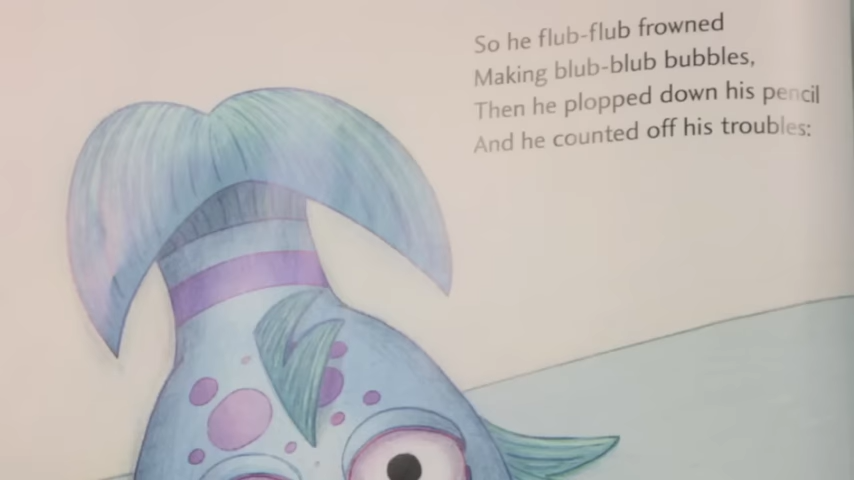 So he flub-flub frowned
Making blub-blub bubbles,
Then he plopped down his pencil
And he counted off his troubles: